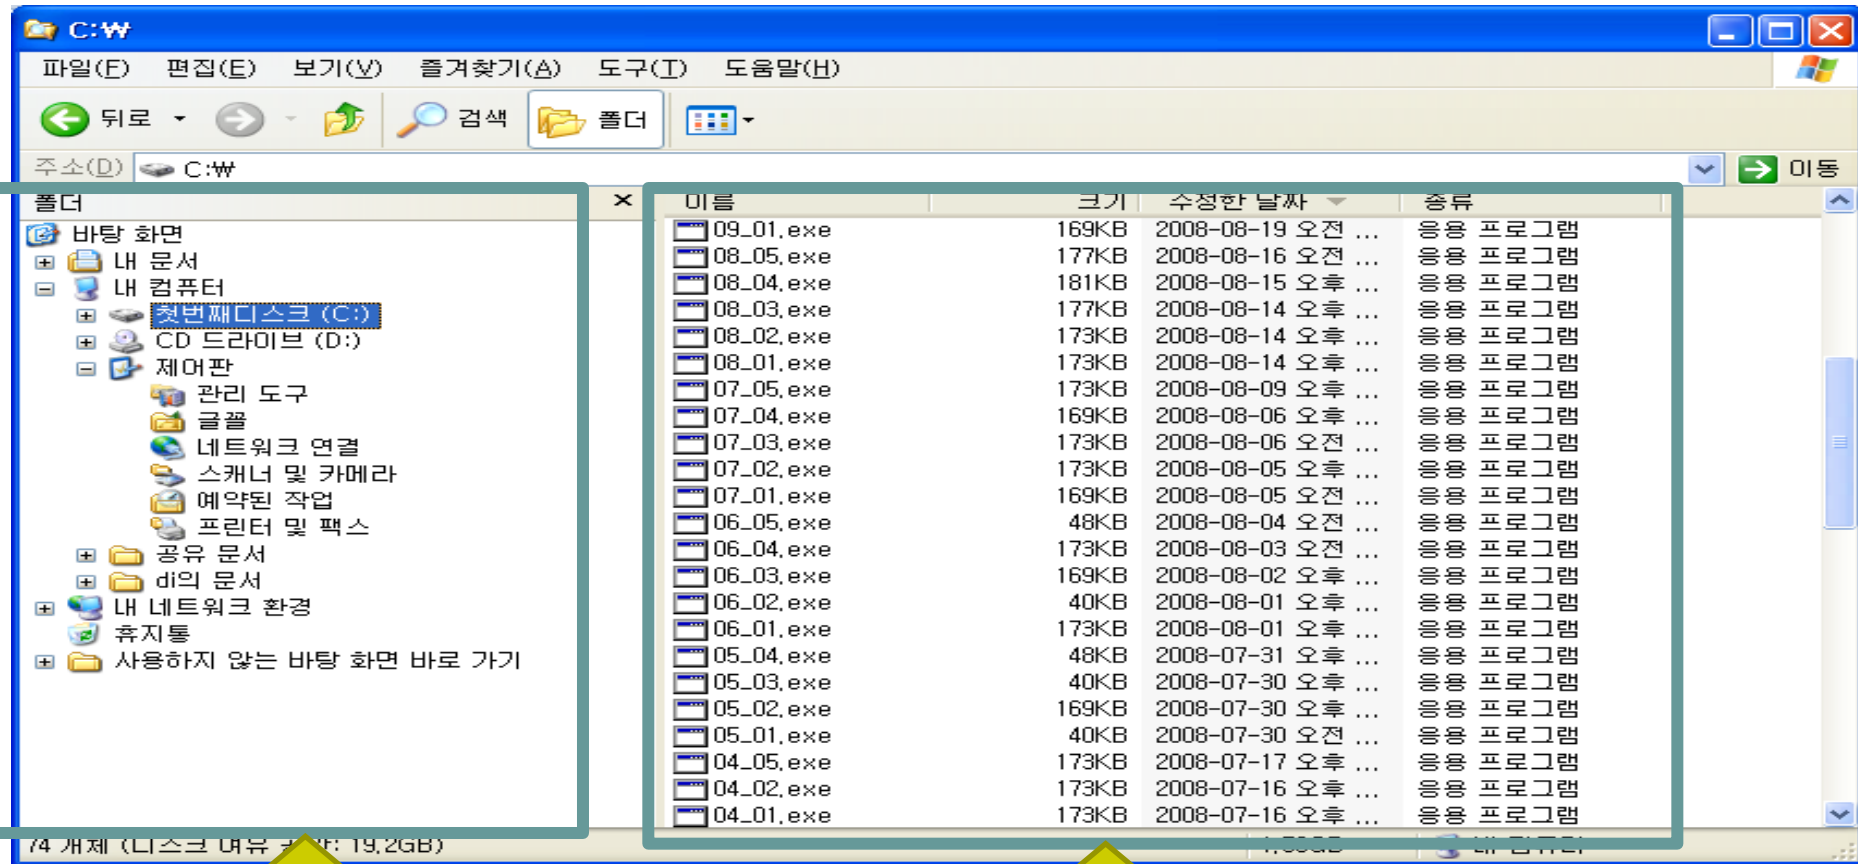 C:₩
파일(F) 편집(E) 보기(V) 즐겨찾기(A) 도구(T) 도움말(H)
뒤로 검색 폴더
주소(D) C:₩ 이동
폴더
바탕 화면
내 문서
내 컴퓨터
첫번째디스크 (C:)
CD 드라이브 (D:)
제어판
관리 도구
글꼴
네트워크 연결
스캐너 및 카메라
예약된 작업
프린터 및 팩스
공유 문서
di의 문서
내 네트워크 환경
휴지통
사용하지 않는 바탕 화면 바로 가기
이름 크기 수정한 날짜 종류
09_01.exe 169KB 2008-08-19 오전 ... 응용 프로그램
08_05.exe 177KB 2008-08-16 오전 ... 응용 프로그램
08_04.exe 181KB 2008-08-15 오후 ... 응용 프로그램
08_03.exe 177KB 2008-08-14 오후 ... 응용 프로그램
08_02.exe 173KB 2008-08-14 오후 ... 응용 프로그램
08_01.exe 173KB 2008-08-14 오후 ... 응용 프로그램
07_05.exe 173KB 2008-08-09 오후 ... 응용 프로그램
07_04.exe 169KB 2008-08-06 오후 ... 응용 프로그램
07_03.exe 173KB 2008-08-06 오전 ... 응용 프로그램
07_02.exe 173KB 2008-08-05 오후 ... 응용 프로그램
07_01.exe 169KB 2008-08-05 오전 ... 응용 프로그램
06_05.exe 48KB 2008-08-04 오전 ... 응용 프로그램
06_04.exe 173KB 2008-08-03 오전 ... 응용 프로그램
06_03.exe 169KB 2008-08-02 오후 ... 응용 프로그램
06_02.exe 40KB 2008-08-01 오후 ... 응용 프로그램
06_01.exe 173KB 2008-08-01 오후 ... 응용 프로그램
05_04.exe 48KB 2008-07-31 오후 ... 응용 프로그램
05_03.exe 40KB 2008-07-30 오후 ... 응용 프로그램
05_02.exe 169KB 2008-07-30 오후 ... 응용 프로그램
05_01.exe 40KB 2008-07-30 오전 ... 응용 프로그램
04_05.exe 173KB 2008-07-17 오후 ... 응용 프로그램
04_02.exe 173KB 2008-07-16 오후 ... 응용 프로그램
04_01.exe 173KB 2008-07-16 오후 ... 응용 프로그램
74 개체 (디스크 여유 19.2GB) 내 컴퓨터